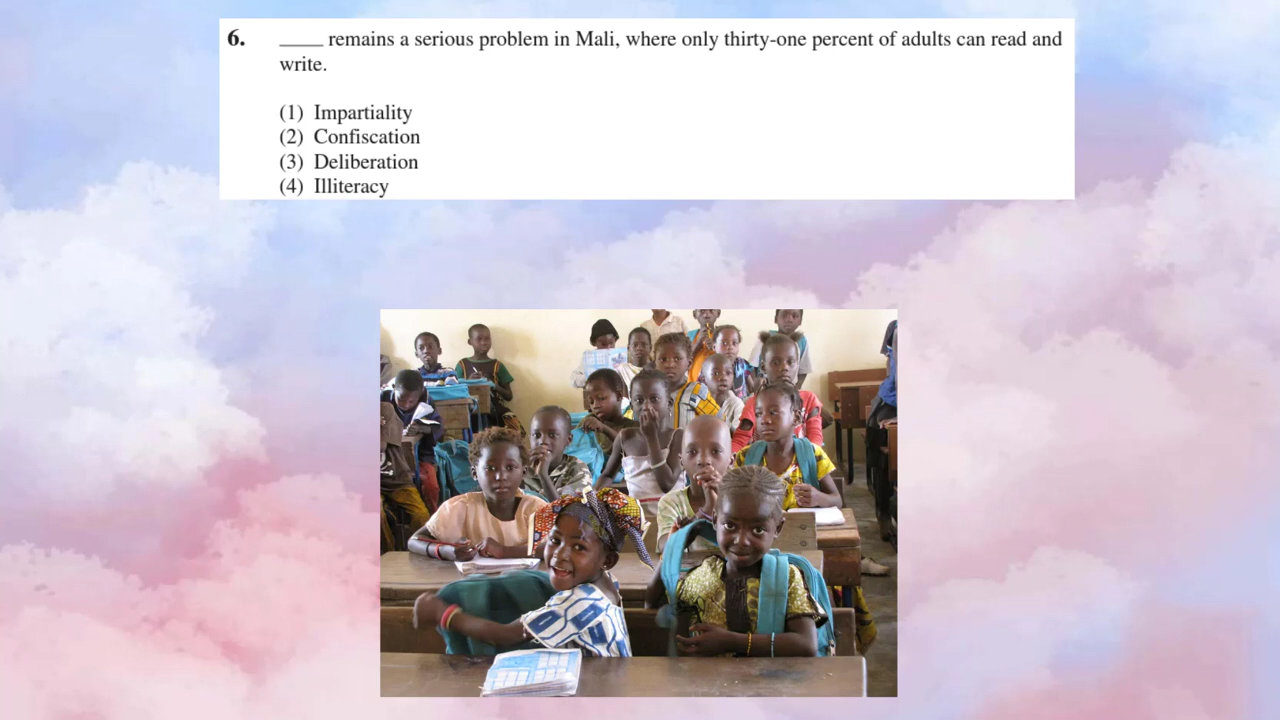 6. ____ remains a serious problem in Mali, where only thirty-one percent of adults can read and
write.
(1) Impartiality
(2) Confiscation
(3) Deliberation
(4) Illiteracy